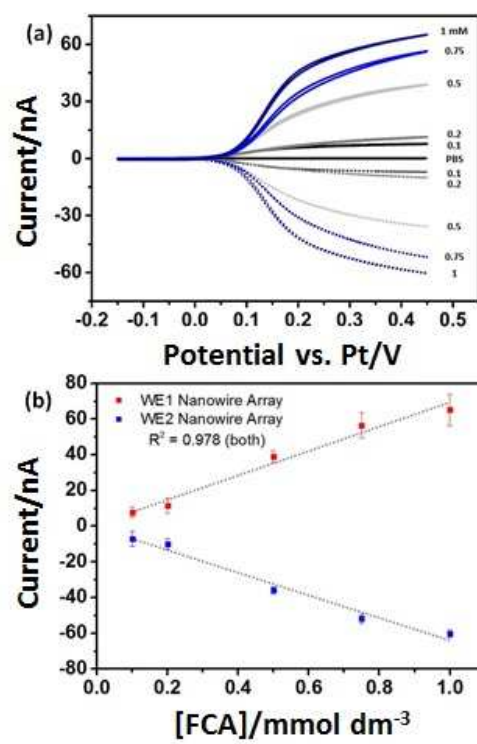 (a)
Current/nA
60
30
0
-30
-60
1 mM
0.75
0.5
0.2
0.1
PBS
0.1
0.2
0.5
0.75
1
-0.2 -0.1 0.0 0.1 0.2 0.3 0.4 0.5
Potential vs. Pt/V
(b)
Current/nA
80
60
40
20
0
-20
-40
-60
-80
WE1 Nanowire Array
WE2 Nanowire Array
R² = 0.978 (both)
0.0 0.2 0.4 0.6 0.8 1.0
[FCA]/mmol dm⁻³